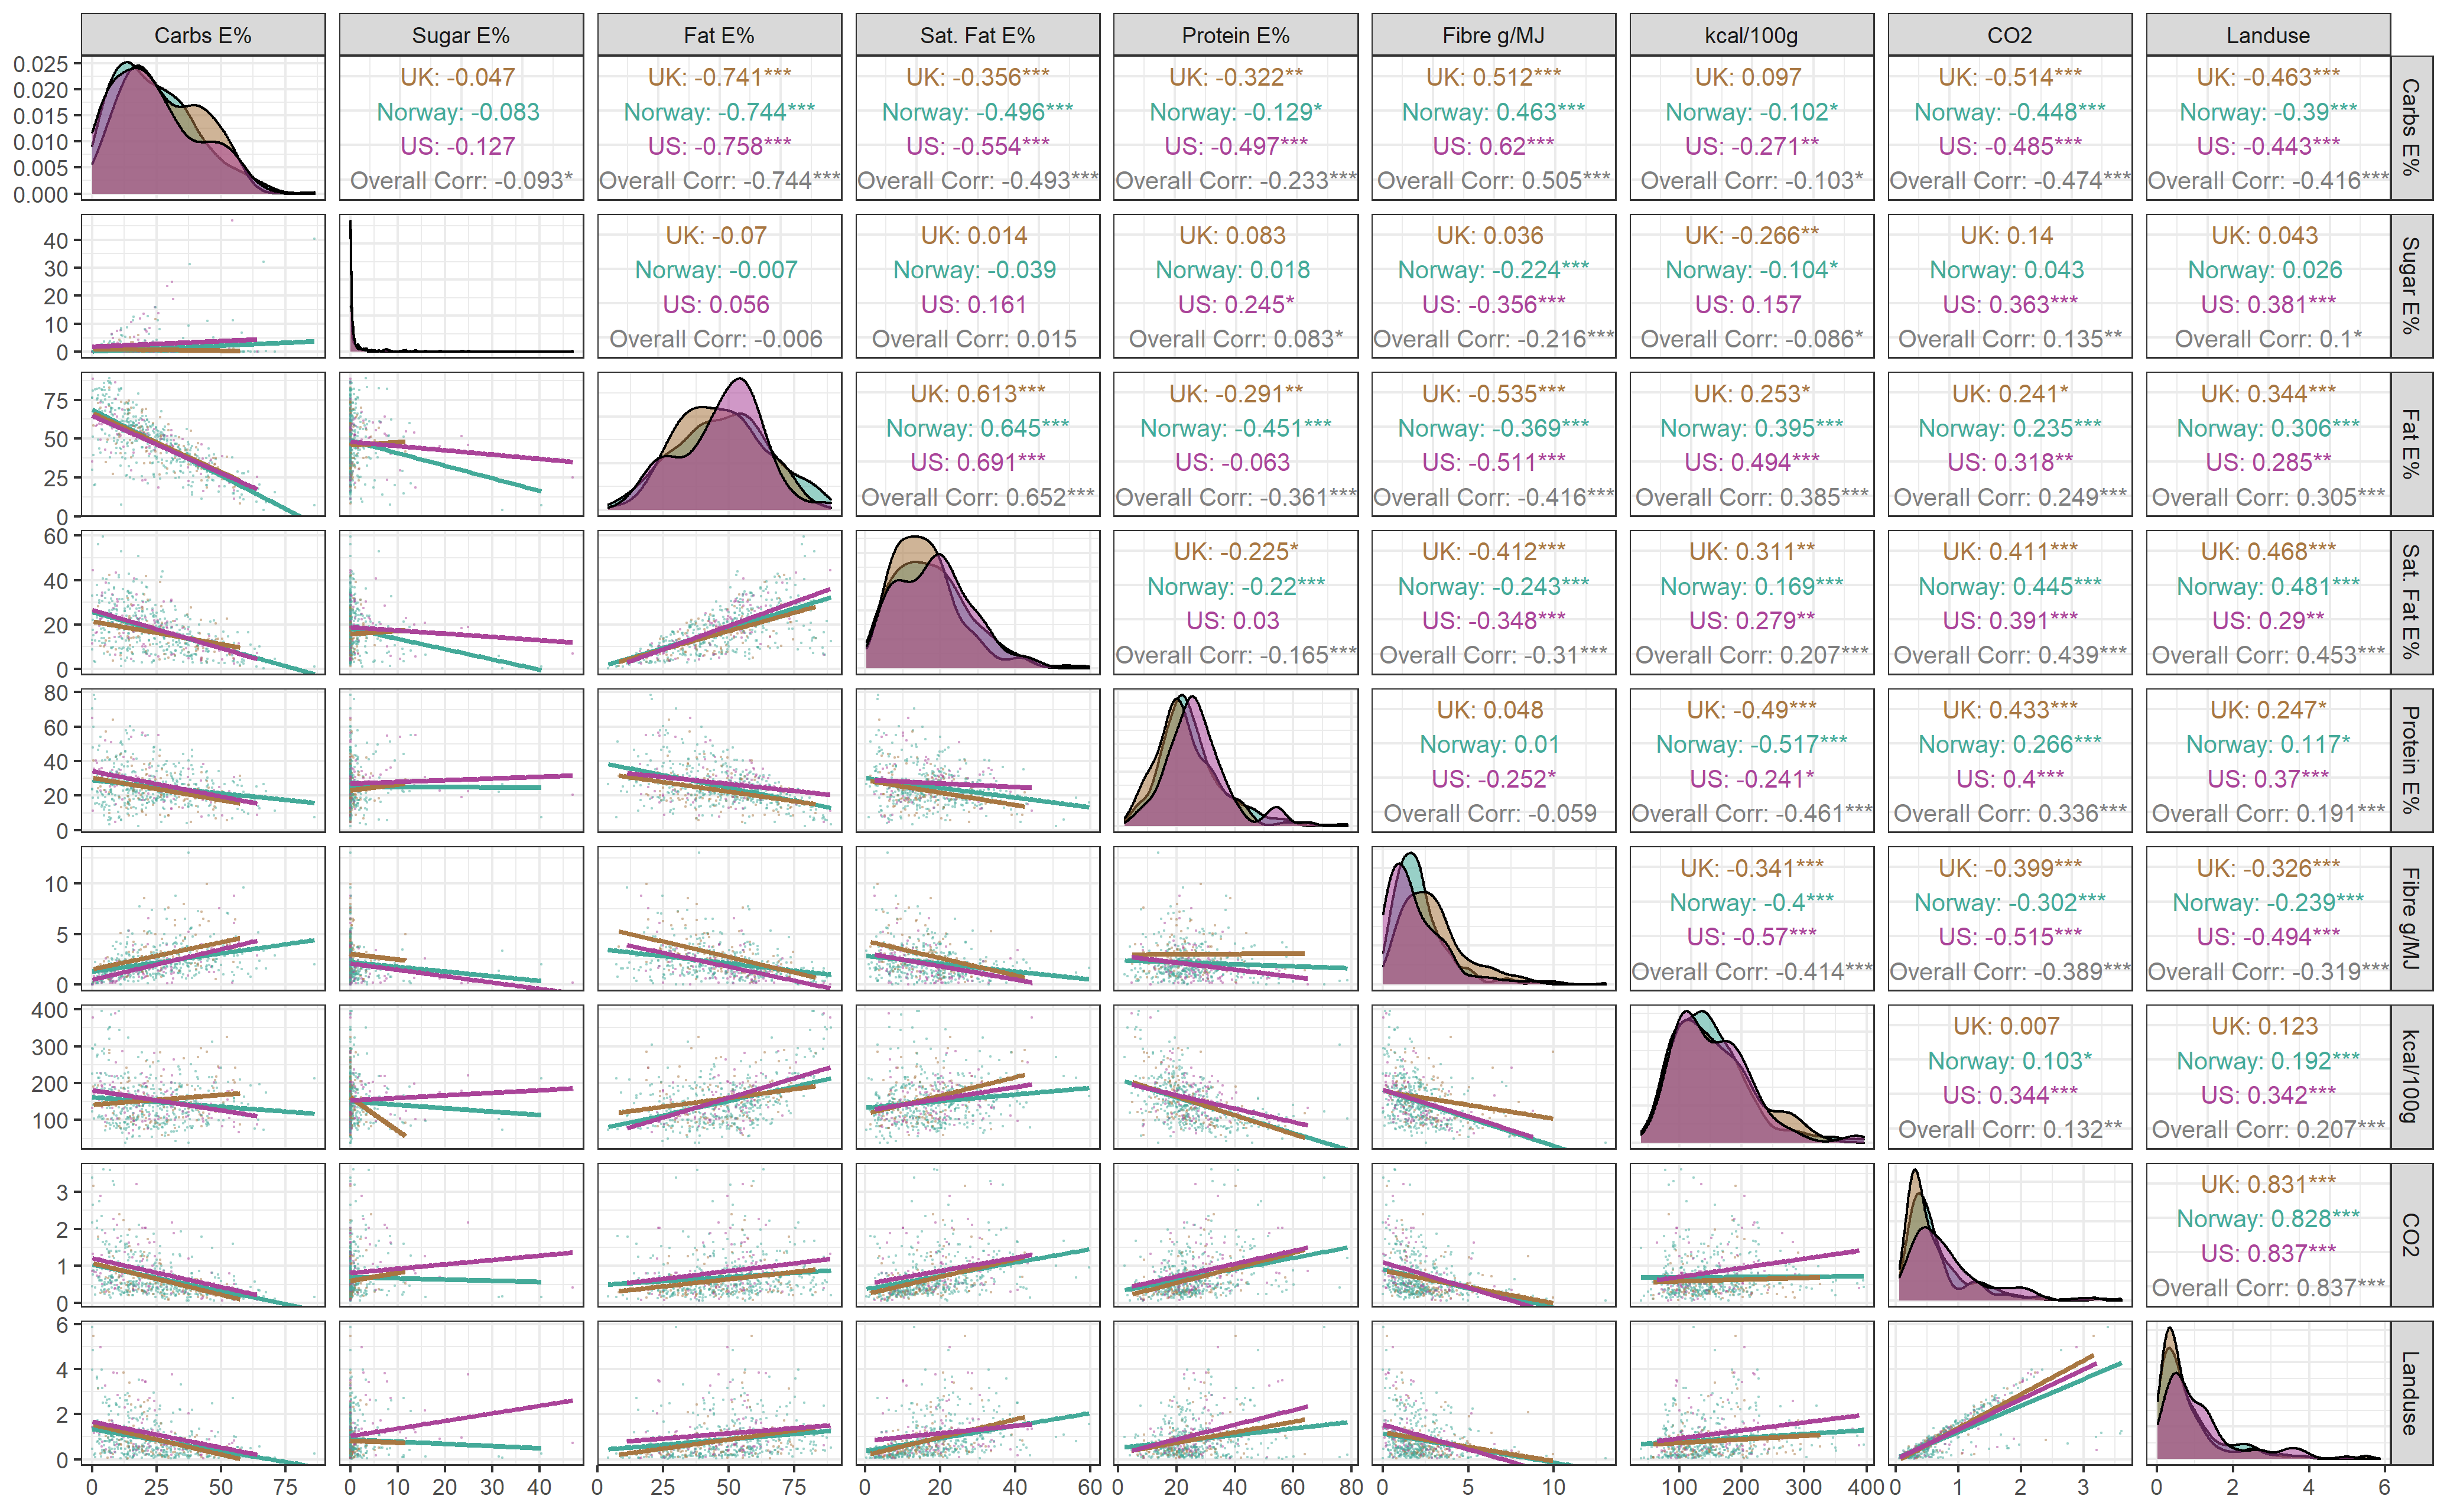 Carbs E% Sugar E% Fat E% Sat. Fat E% Protein E% Fibre g/MJ kcal/100g CO2 Landuse
0.025
0.020
0.015
0.010
0.005
0.000
UK: -0.047 UK: -0.741*** UK: -0.356*** UK: -0.322** UK: 0.512*** UK: 0.097 UK: -0.514*** UK: -0.463***
Norway: -0.083 Norway: -0.744*** Norway: -0.496*** Norway: -0.129* Norway: 0.463*** Norway: -0.102* Norway: -0.448*** Norway: -0.39***
US: -0.127 US: -0.758*** US: -0.554*** US: -0.497*** US: 0.62*** US: -0.271** US: -0.485*** US: -0.443***
Overall Corr: -0.093* Overall Corr: -0.744*** Overall Corr: -0.493*** Overall Corr: -0.233*** Overall Corr: 0.505*** Overall Corr: -0.103* Overall Corr: -0.474*** Overall Corr: -0.416***
Carbs E%
40
30
20
10
0
UK: -0.07 UK: 0.014 UK: 0.083 UK: 0.036 UK: -0.266** UK: 0.14 UK: 0.043
Norway: -0.007 Norway: -0.039 Norway: 0.018 Norway: -0.224*** Norway: -0.104* Norway: 0.043 Norway: 0.026
US: 0.056 US: 0.161 US: 0.245* US: -0.356*** US: 0.157 US: 0.363*** US: 0.381***
Overall Corr: -0.006 Overall Corr: 0.015 Overall Corr: 0.083* Overall Corr: -0.216*** Overall Corr: -0.086* Overall Corr: 0.135** Overall Corr: 0.1*
Sugar E%
75
50
25
0
UK: 0.613*** UK: -0.291** UK: -0.535*** UK: 0.253* UK: 0.241* UK: 0.344***
Norway: 0.645*** Norway: -0.451*** Norway: -0.369*** Norway: 0.395*** Norway: 0.235*** Norway: 0.306***
US: 0.691*** US: -0.063 US: -0.511*** US: 0.494*** US: 0.318** US: 0.285**
Overall Corr: 0.652*** Overall Corr: -0.361*** Overall Corr: -0.416*** Overall Corr: 0.385*** Overall Corr: 0.249*** Overall Corr: 0.305***
Fat E%
60
40
20
0
UK: -0.225* UK: -0.412*** UK: 0.311** UK: 0.411*** UK: 0.468***
Norway: -0.22*** Norway: -0.243*** Norway: 0.169*** Norway: 0.445*** Norway: 0.481***
US: 0.03 US: -0.348*** US: 0.279** US: 0.391*** US: 0.29**
Overall Corr: -0.165*** Overall Corr: -0.31*** Overall Corr: 0.207*** Overall Corr: 0.439*** Overall Corr: 0.453***
Sat. Fat E%
80
60
40
20
0
UK: 0.048 UK: -0.49*** UK: 0.433*** UK: 0.247*
Norway: 0.01 Norway: -0.517*** Norway: 0.266*** Norway: 0.117*
US: -0.252* US: -0.241* US: 0.4*** US: 0.37***
Overall Corr: -0.059 Overall Corr: -0.461*** Overall Corr: 0.336*** Overall Corr: 0.191***
Protein E%
10
5
0
UK: -0.341*** UK: -0.399*** UK: -0.326***
Norway: -0.4*** Norway: -0.302*** Norway: -0.239***
US: -0.57*** US: -0.515*** US: -0.494***
Overall Corr: -0.414*** Overall Corr: -0.389*** Overall Corr: -0.319***
Fibre g/MJ
400
300
200
100
UK: 0.007 UK: 0.123
Norway: 0.103* Norway: 0.192***
US: 0.344*** US: 0.342***
Overall Corr: 0.132** Overall Corr: 0.207***
kcal/100g
3
2
1
0
UK: 0.831***
Norway: 0.828***
US: 0.837***
Overall Corr: 0.837***
CO2
6
4
2
0
Landuse
0 25 50 75 0 10 20 30 40 0 25 50 75 0 20 40 60 0 20 40 60 80 0 5 10 100 200 300 400 0 1 2 3 0 2 4 6